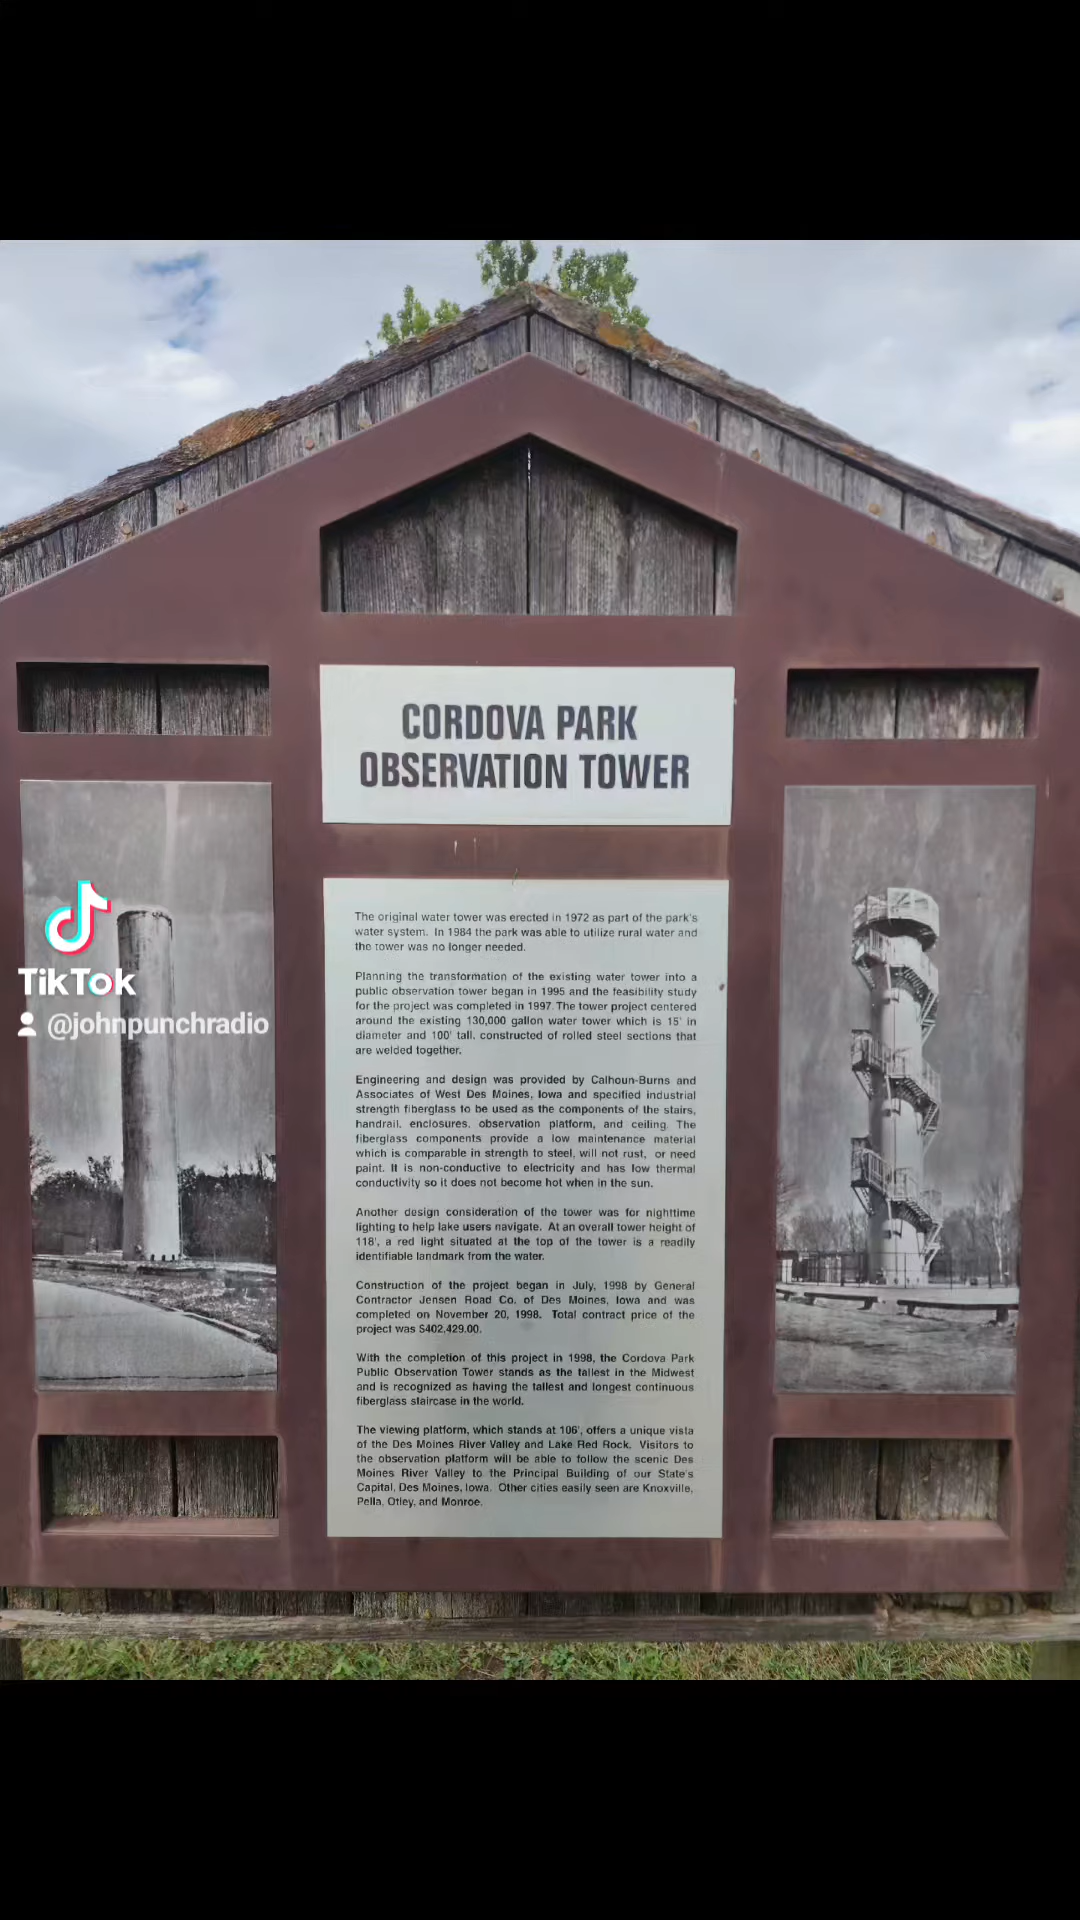 CORDOVA PARK
OBSERVATION TOWER
The original water tower was erected in 1972 as part of the park's
water system. In 1984 the park was able to utilize rural water and
the tower was no longer needed.
Planning the transformation of the existing water tower into a
public observation tower began in 1995 and the feasibility study
for the project was completed in 1997. The tower project centered
around the existing 130,000 gallon water tower which is 15' in
diameter and 100' tall, constructed of rolled steel sections that
are welded together.
Engineering and design was provided by Calhoun-Burns and
Associates of West Des Moines, Iowa and specified industrial
strength fiberglass to be used as the components of the stairs,
handrail, enclosures, observation platform, and ceiling. The
fiberglass components provide a low maintenance material
which is comparable in strength to steel, will not rust, or need
paint. It is non-conductive to electricity and has low thermal
conductivity so it does not become hot when in the sun.
Another design consideration of the tower was for nighttime
lighting to help lake users navigate. At an overall tower height of
118', a red light situated at the top of the tower is a readily
identifiable landmark from the water.
Construction of the project began in July, 1998 by General
Contractor Jensen Road Co. of Des Moines, Iowa and was
completed on November 20, 1998. Total contract price of the
project was $402,429.00.
With the completion of this project in 1998, the Cordova Park
Public Observation Tower stands as the tallest in the Midwest
and is recognized as having the tallest and longest continuous
fiberglass staircase in the world.
The viewing platform, which stands at 106', offers a unique vista
of the Des Moines River Valley and Lake Red Rock. Visitors to
the observation platform will be able to follow the scenic Des
Moines River Valley to the Principal Building of our State's
Capital, Des Moines, Iowa. Other cities easily seen are Knoxville,
Pella, Otley, and Monroe.
TikTok
@johnpunchradio